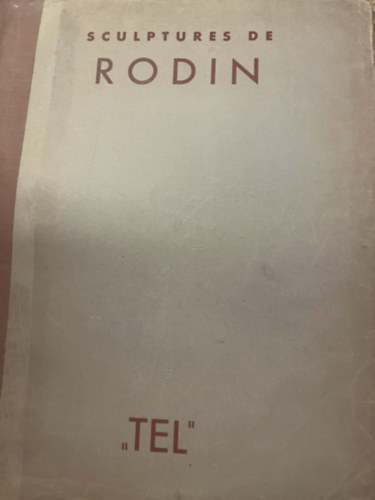 SCULPTURES DE
RODIN
„TEL"